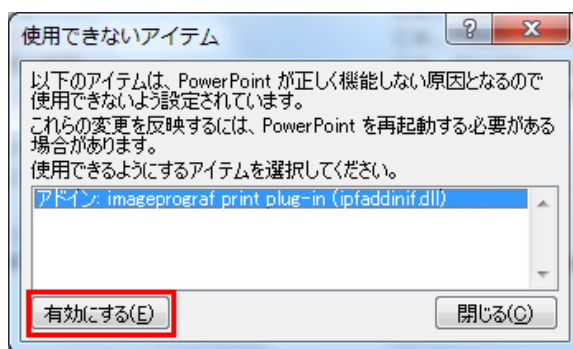 使用できないアイテム
以下のアイテムは、PowerPoint が正しく機能しない原因となるので
使用できないよう設定されています。
これらの変更を反映するには、PowerPoint を再起動する必要がある
場合があります。
使用できるようにするアイテムを選択してください。
アドイン: imageprograf print plug-in (ipfaddinif.dll)
有効にする(E)
閉じる(C)